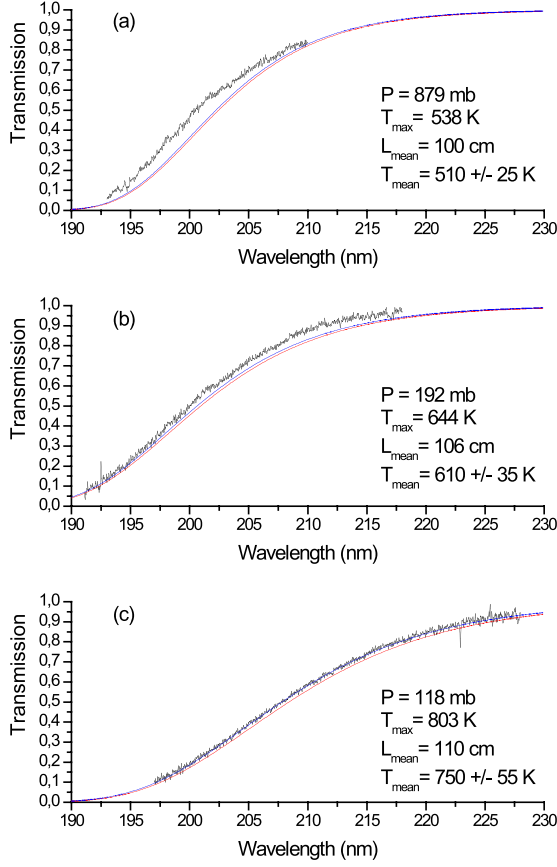 (a)
Transmission
1,0
0,9
0,8
0,7
0,6
0,5
0,4
0,3
0,2
0,1
0,0
P = 879 mb
Tmax = 538 K
Lmean = 100 cm
Tmean = 510 +/- 25 K
190 195 200 205 210 215 220 225 230
Wavelength (nm)
(b)
Transmission
1,0
0,9
0,8
0,7
0,6
0,5
0,4
0,3
0,2
0,1
0,0
P = 192 mb
Tmax= 644 K
Lmean= 106 cm
Tmean= 610 +/- 35 K
190 195 200 205 210 215 220 225 230
Wavelength (nm)
(c)
Transmission
1,0
0,9
0,8
0,7
0,6
0,5
0,4
0,3
0,2
0,1
0,0
P = 118 mb
Tmax= 803 K
Lmean= 110 cm
Tmean= 750 +/- 55 K
190 195 200 205 210 215 220 225 230
Wavelength (nm)